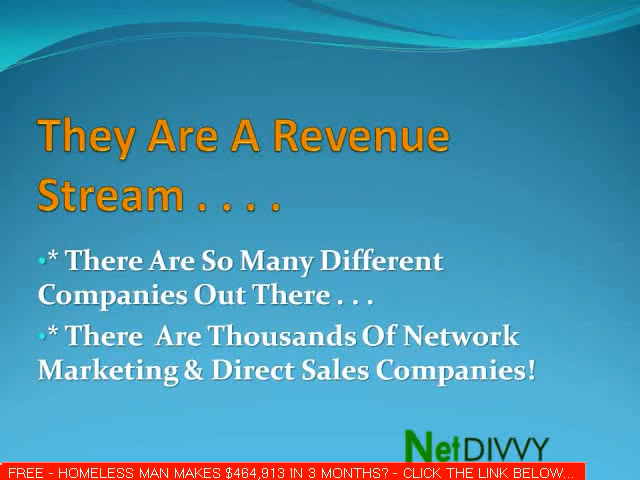 They Are A Revenue
Stream . . . .
•* There Are So Many Different
Companies Out There . . .
•* There  Are Thousands Of Network
Marketing & Direct Sales Companies!
NetDIVVY
FREE - HOMELESS MAN MAKES $464,913 IN 3 MONTHS? - CLICK THE LINK BELOW...